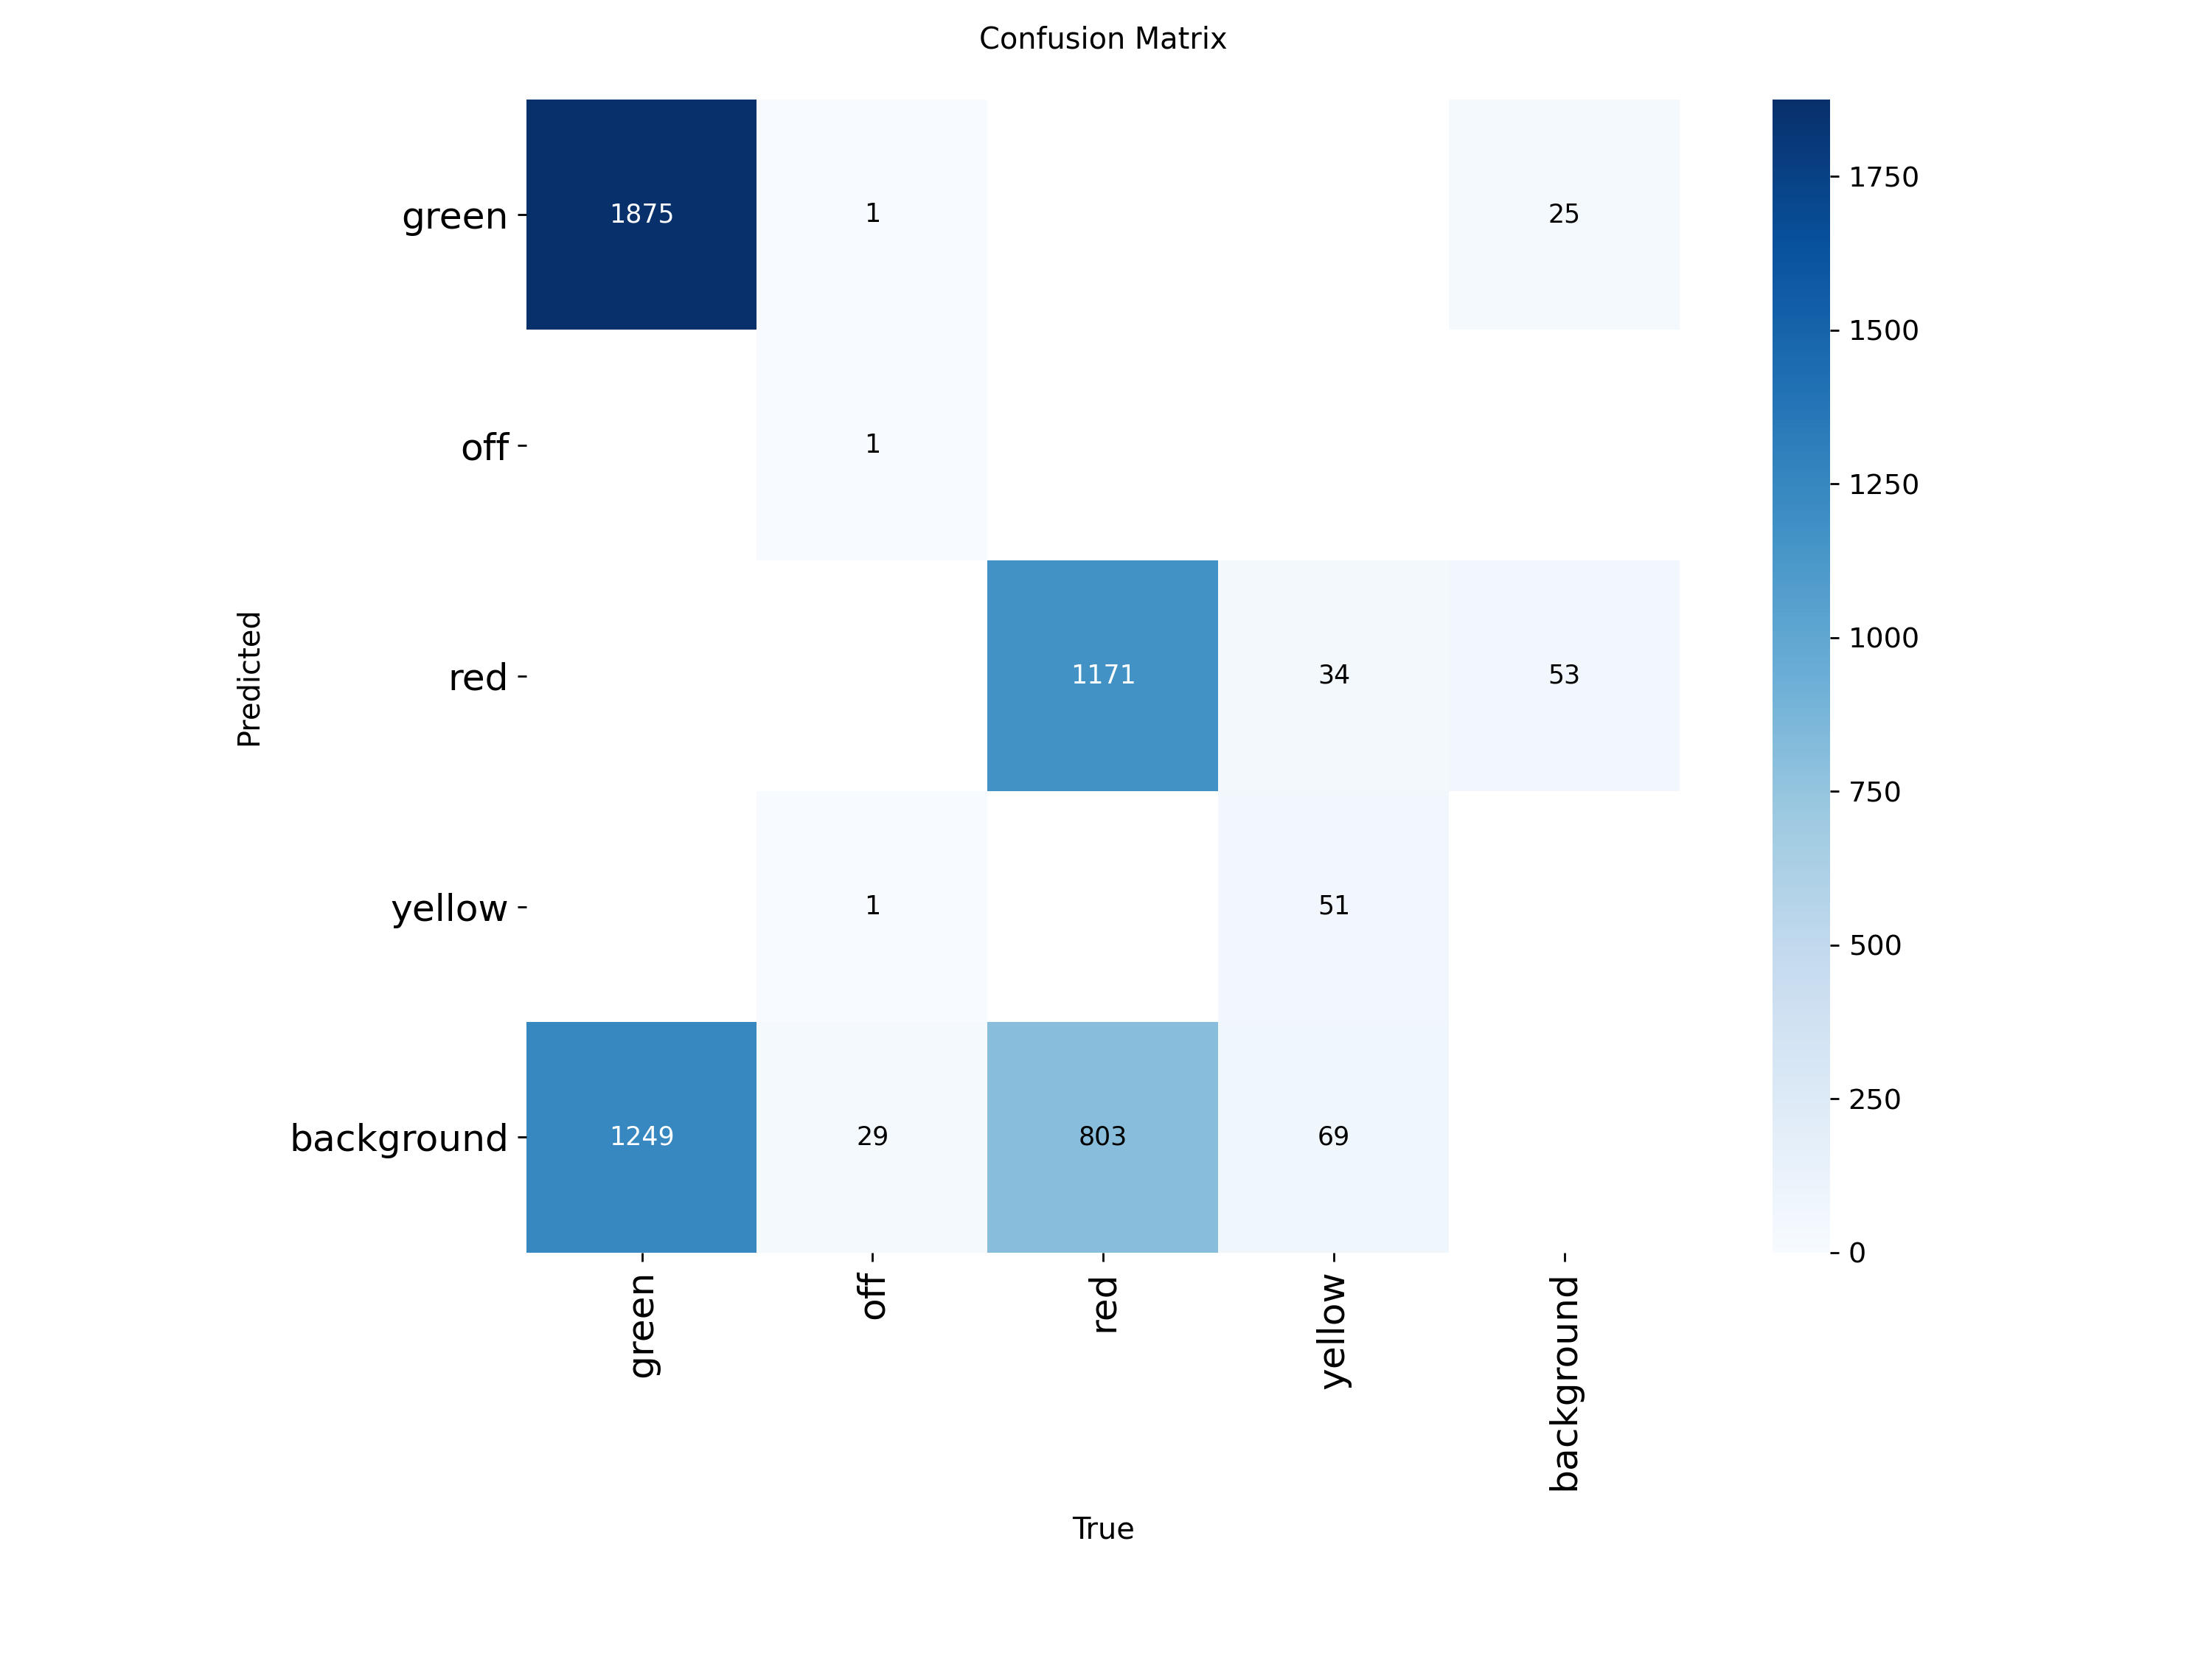 Confusion Matrix
green
1875
1
25
1750
1500
off
1
1250
Predicted
red
1171
34
53
1000
750
yellow
1
51
500
background
1249
29
803
69
250
0
green
off
red
yellow
background
True